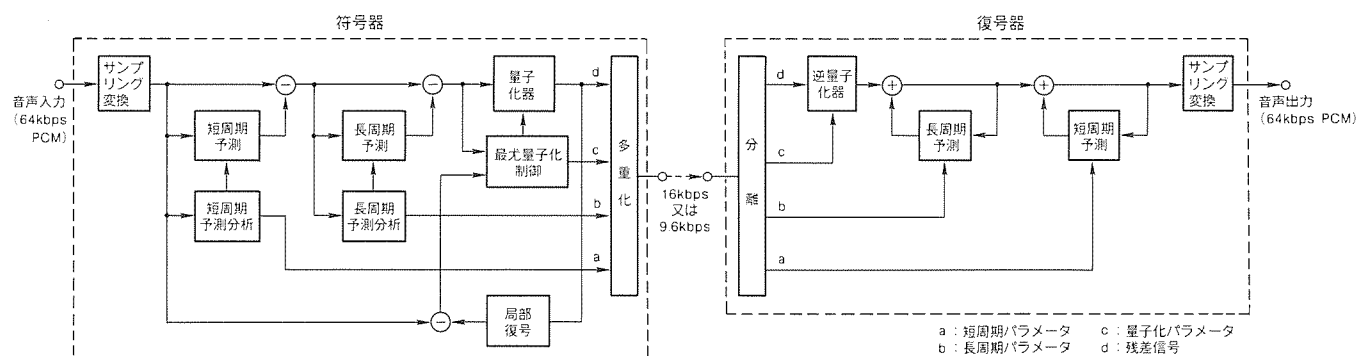 符号器
復号器
サンプ
リング
変換
音声入力
(64kbps
PCM)
短周期
予測
短周期
予測分析
長周期
予測
長周期
予測分析
量子
化器
最尤量子化
制御
局部
復号
d
c
b
a
多
重
化
16kbps
又は
9.6kbps
分
離
d
c
b
a
逆量子
化器
長周期
予測
短周期
予測
サンプ
リング
変換
音声出力
(64kbps PCM)
a：短周期パラメータ
b：長周期パラメータ
c：量子化パラメータ
d：残差信号